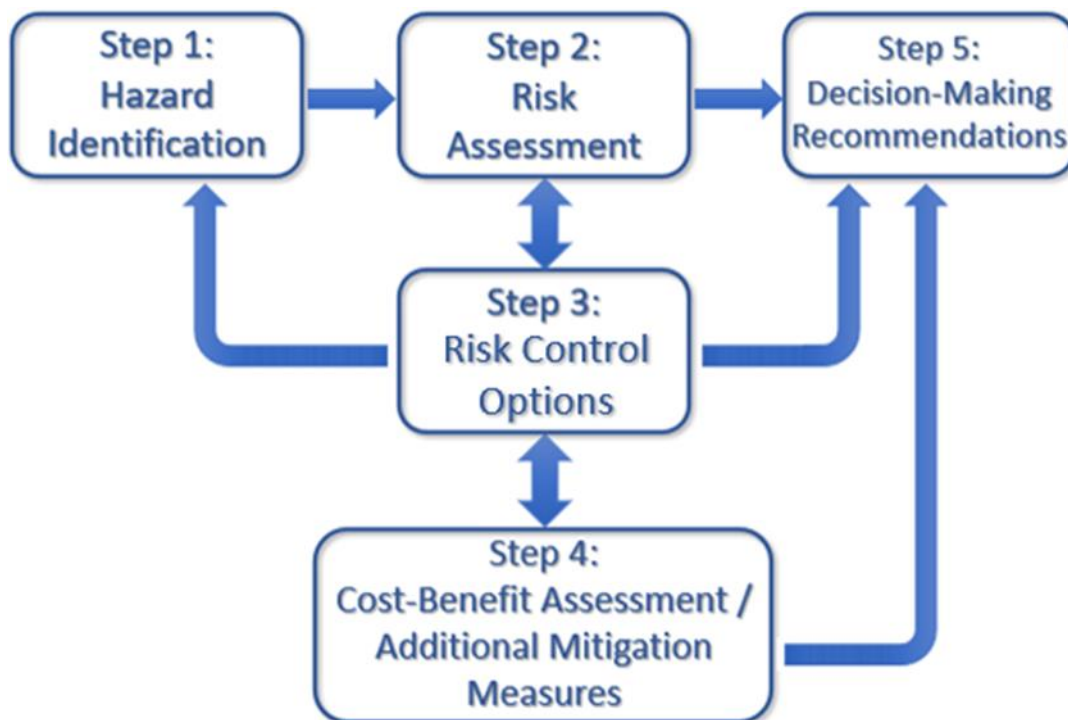 Step 1:
Hazard
Identification
Step 2:
Risk
Assessment
Step 5:
Decision-Making
Recommendations
Step 3:
Risk Control
Options
Step 4:
Cost-Benefit Assessment /
Additional Mitigation
Measures